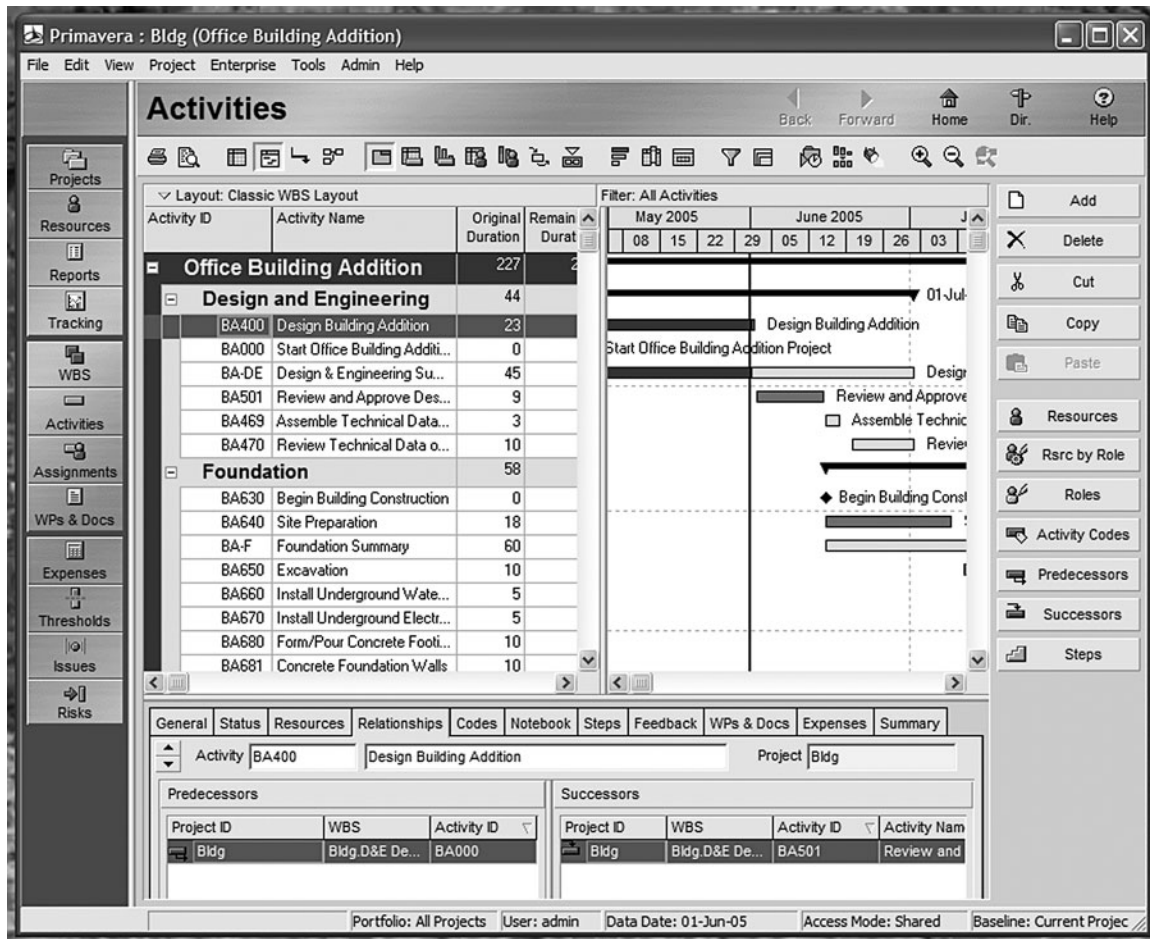 Primavera : Bldg (Office Building Addition)
File Edit View Project Enterprise Tools Admin Help
Activities
Back Forward Home Dir. Help
Projects
Resources
Reports
Tracking
WBS
Activities
Assignments
WPs & Docs
Expenses
Thresholds
Issues
Risks
Layout: Classic WBS Layout Filter: All Activities
Activity ID Activity Name Original Duration Remain Durat
May 2005 June 2005 J
08 15 22 29 05 12 19 26 03
Office Building Addition 227 2
Design and Engineering 44 01-Jul-
BA400 Design Building Addition 23 Design Building Addition
BA000 Start Office Building Additi... 0 Start Office Building Addition Project
BA-DE Design & Engineering Su... 45 Design
BA501 Review and Approve Des... 9 Review and Approve
BA469 Assemble Technical Data... 3 Assemble Technic
BA470 Review Technical Data o... 10 Review
Foundation 58
BA630 Begin Building Construction 0 Begin Building Const
BA640 Site Preparation 18
BA-F Foundation Summary 60
BA650 Excavation 10
BA660 Install Underground Wate... 5
BA670 Install Underground Electr... 5
BA680 Form/Pour Concrete Footi... 10
BA681 Concrete Foundation Walls 10
Add
Delete
Cut
Copy
Paste
Resources
Rsrc by Role
Roles
Activity Codes
Predecessors
Successors
Steps
General Status Resources Relationships Codes Notebook Steps Feedback WPs & Docs Expenses Summary
Activity BA400 Design Building Addition Project Bldg
Predecessors Successors
Project ID WBS Activity ID Project ID WBS Activity ID Activity Nam
Bldg Bldg.D&E De... BA000 Bldg Bldg.D&E De... BA501 Review and
Portfolio: All Projects User: admin Data Date: 01-Jun-05 Access Mode: Shared Baseline: Current Projec